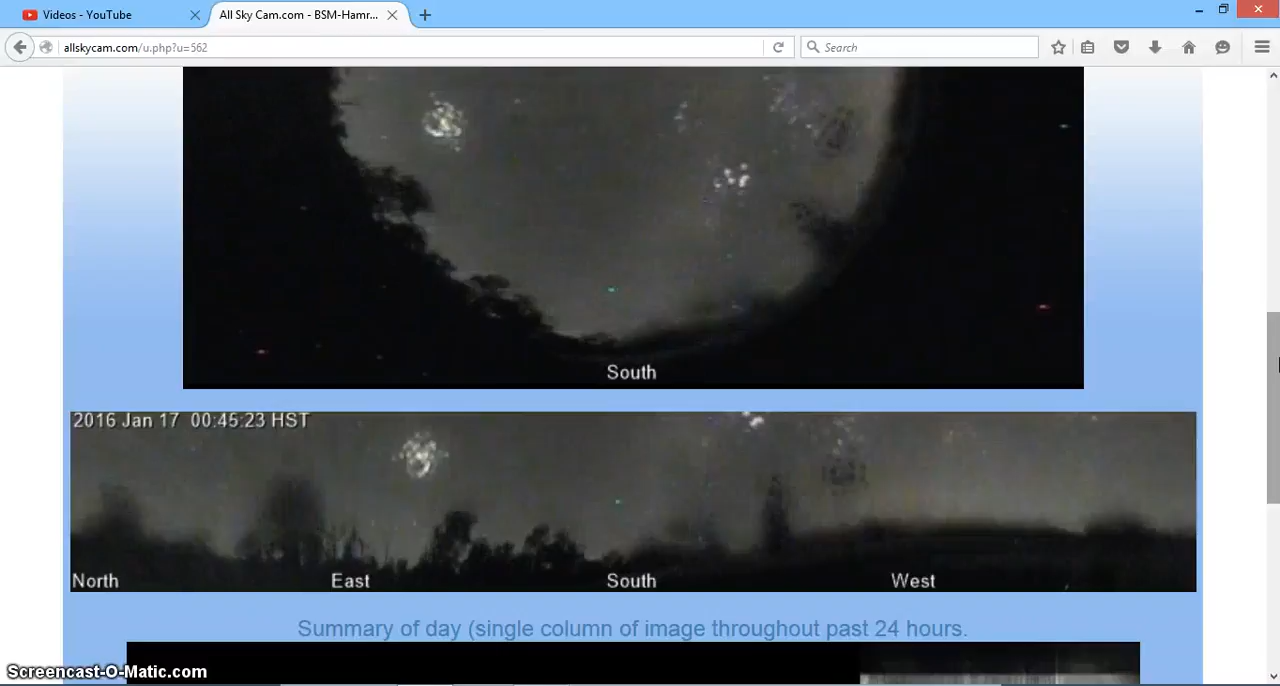 Videos - YouTube
All Sky Cam.com - BSM-Hamr...
allskycam.com/u.php?u=562
Search
South
2016 Jan 17 00:45:23 HST
North East South West
Summary of day (single column of image throughout past 24 hours.
Screencast-O-Matic.com